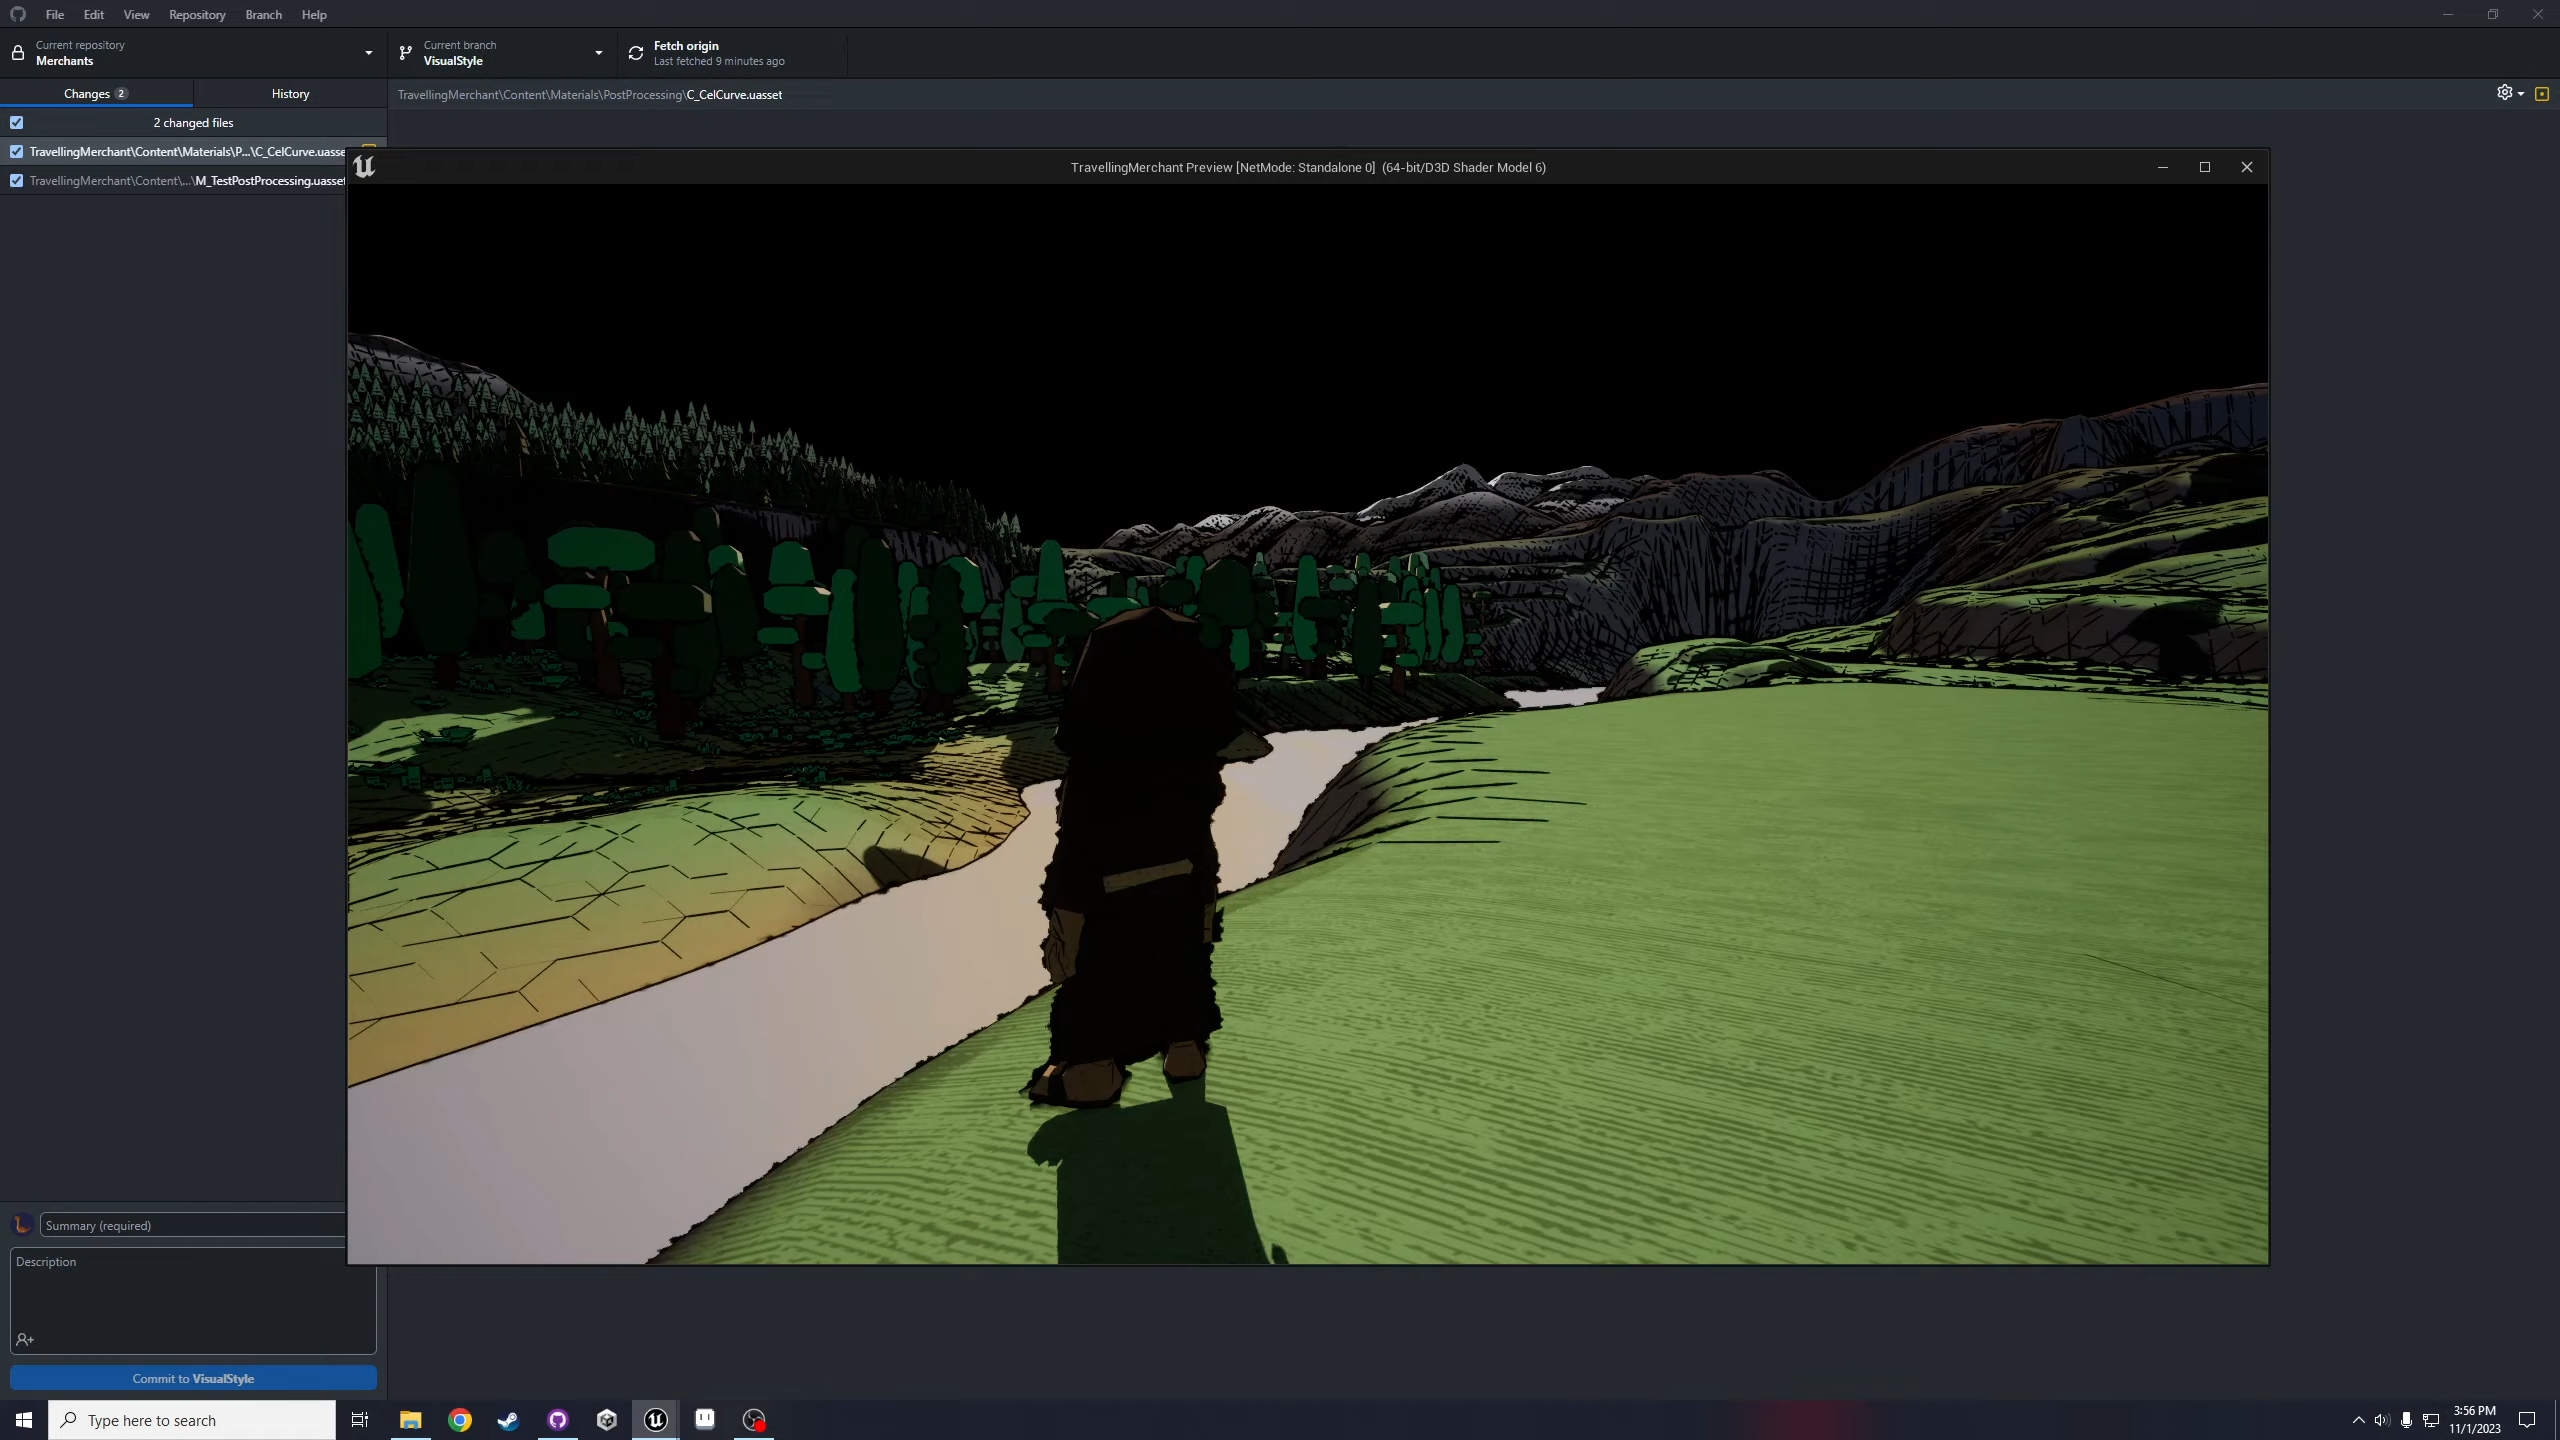 File Edit View Repository Branch Help
Current repository
Merchants
Current branch
VisualStyle
Fetch origin
Last fetched 9 minutes ago
Changes 2
History
TravellingMerchant\Content\Materials\PostProcessing\C_CelCurve.uasset
2 changed files
TravellingMerchant\Content\Materials\P...\C_CelCurve.uasse
TravellingMerchant\Content\...\M_TestPostProcessing.uasset
TravellingMerchant Preview [NetMode: Standalone 0] (64-bit/D3D Shader Model 6)
Summary (required)
Description
Commit to VisualStyle
Type here to search
3:56 PM
11/1/2023